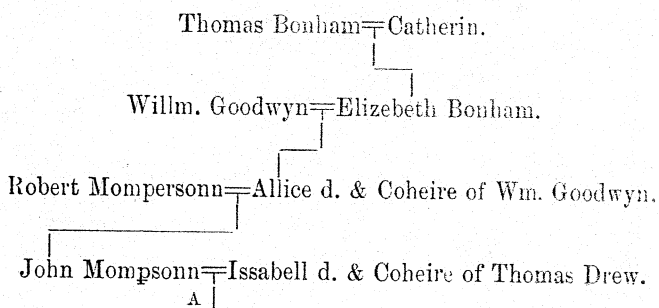 Thomas Bonham Catherin.
Willm. Goodwyn Elizebeth Bonham.
Robert Mompersonn Allice d. & Coheire of Wm. Goodwyn.
John Mompsonn Issabell d. & Coheire of Thomas Drew.
A